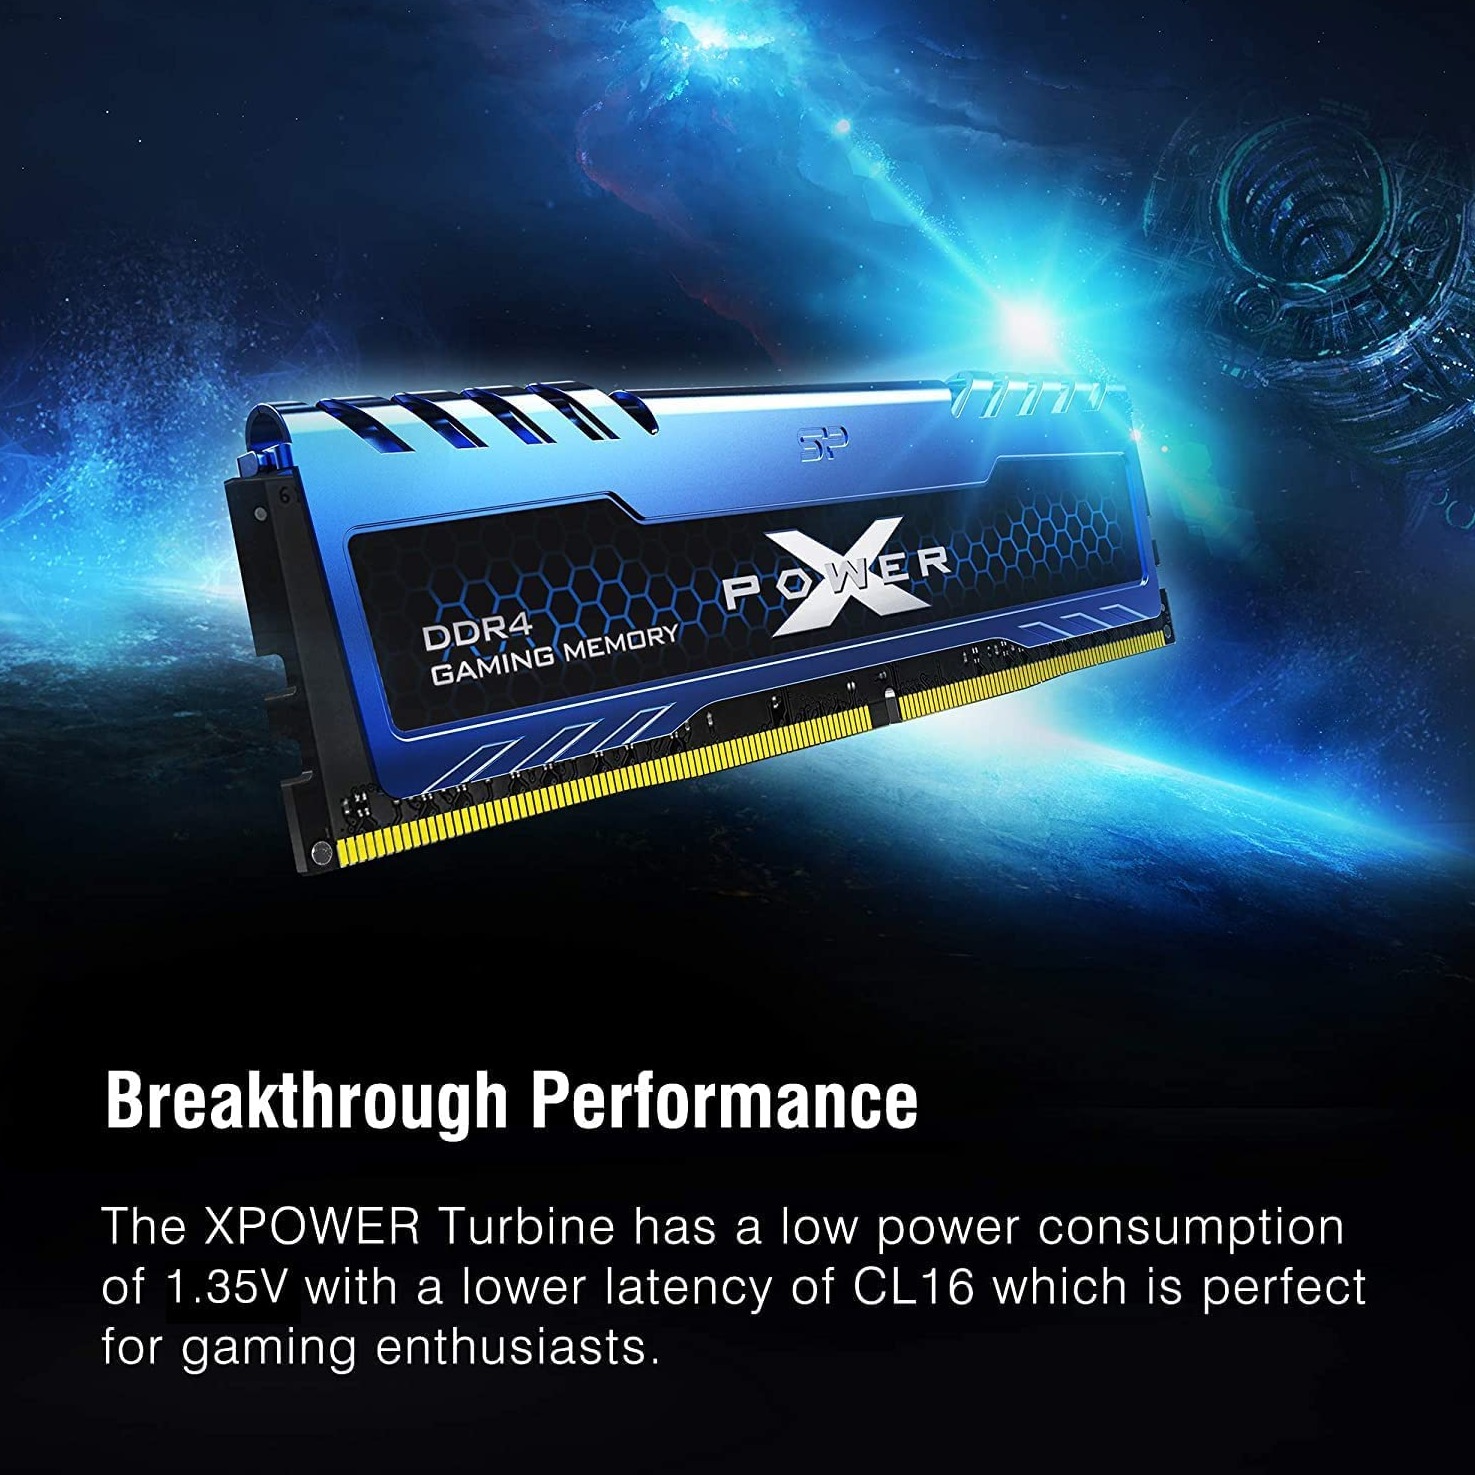 SP
XPOWER
DDR4
GAMING MEMORY
Breakthrough Performance
The XPOWER Turbine has a low power consumption
of 1.35V with a lower latency of CL16 which is perfect
for gaming enthusiasts.